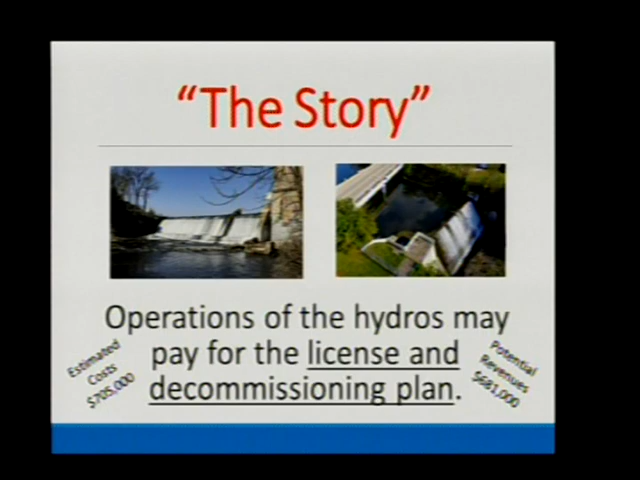 “The Story”
Operations of the hydros may
pay for the license and
decommissioning plan.
Estimated
Costs
$705,000
Potential
Revenues
$681,000